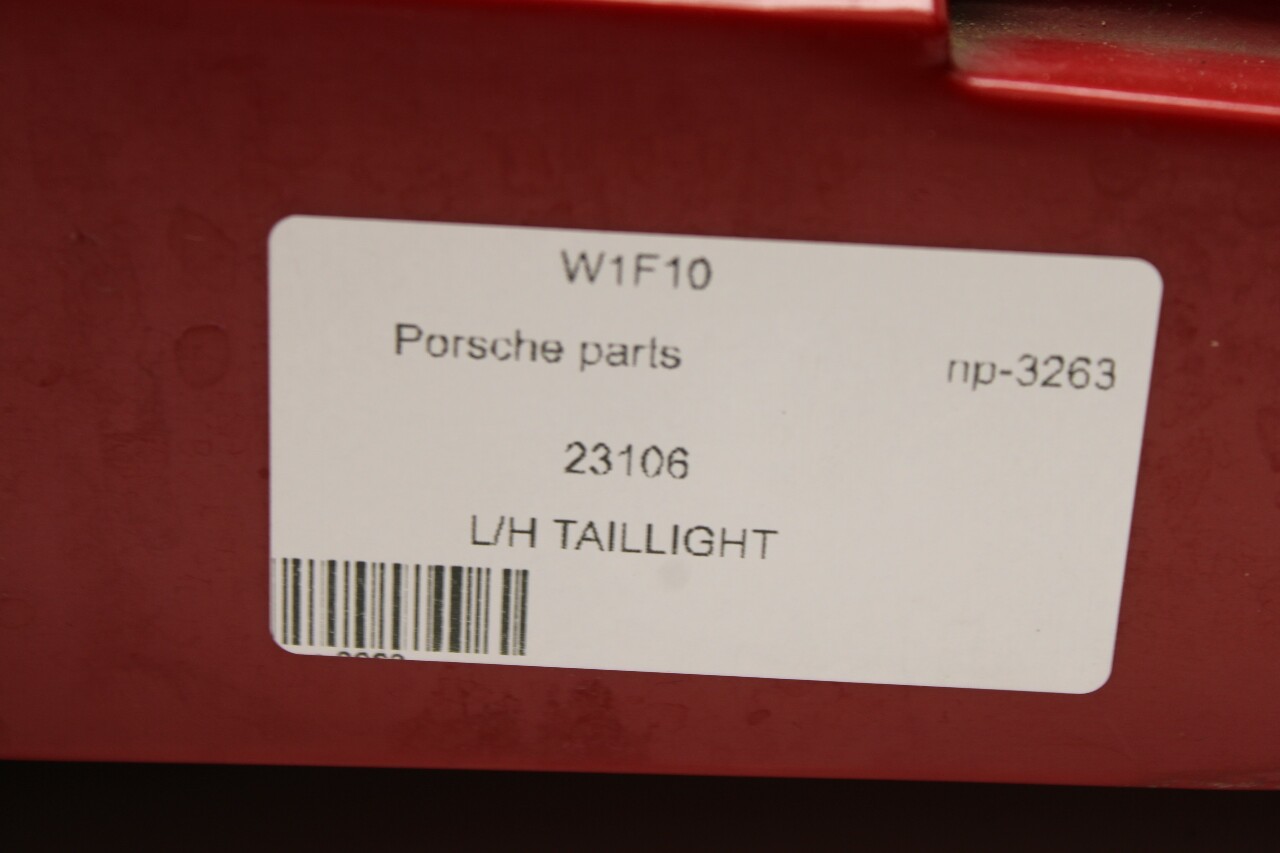 W1F10
Porsche parts np-3263
23106
L/H TAILLIGHT